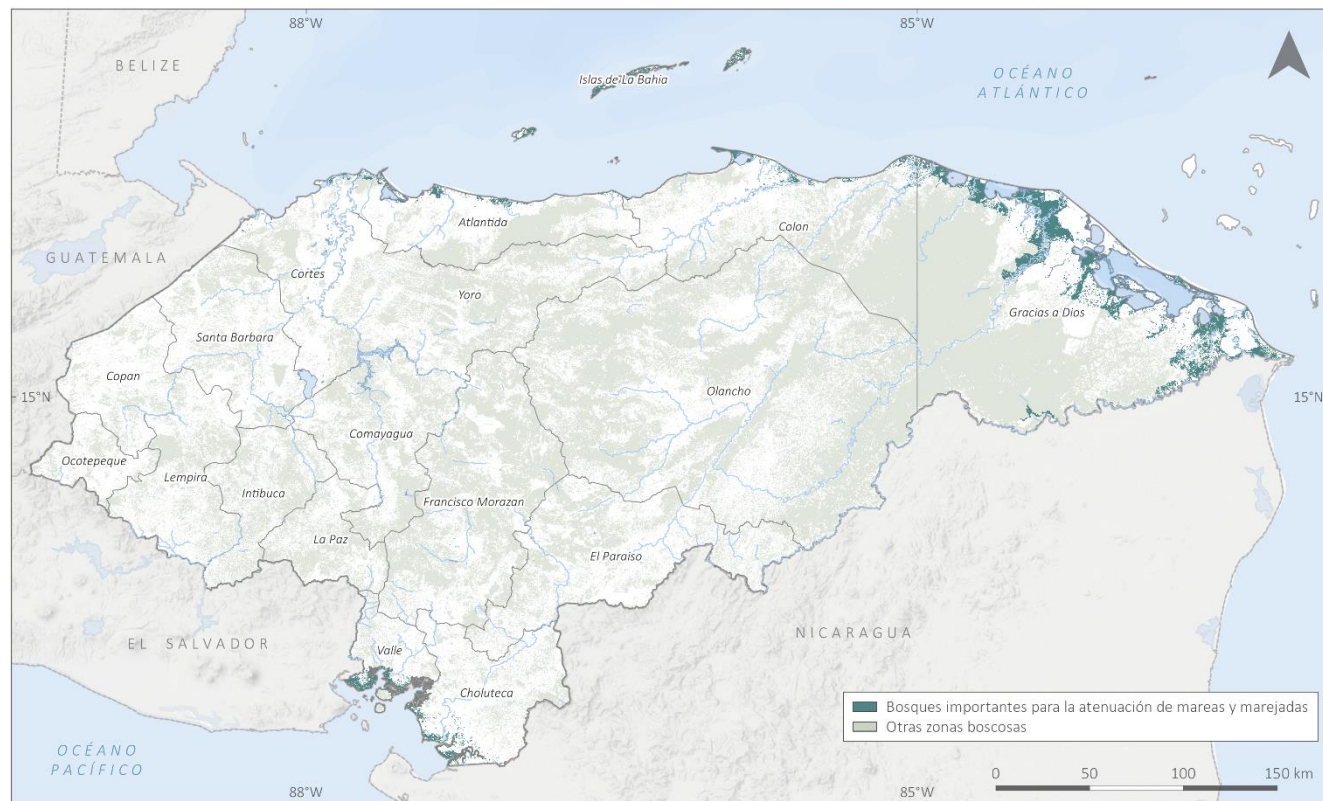 88°W
85°W
BELIZE
Islas de La Bahia
OCÉANO
ATLÁNTICO
Atlantida
Colon
GUATEMALA
Cortes
Yoro
Gracias a Dios
Santa Barbara
Copan
Olancho
15°N
15°N
Comayagua
Ocotepeque
Lempira
Intibuca
Francisco Morazan
La Paz
El Paraiso
EL SALVADOR
NICARAGUA
Valle
Choluteca
Bosques importantes para la atenuación de mareas y marejadas
Otras zonas boscosas
OCÉANO
PACÍFICO
0 50 100 150 km
88°W
85°W